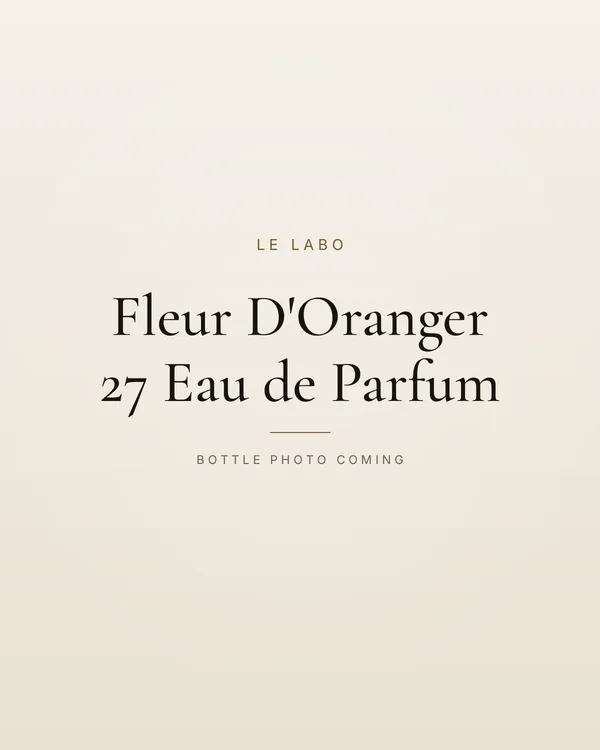 LE LABO
Fleur D'Oranger
27 Eau de Parfum
BOTTLE PHOTO COMING